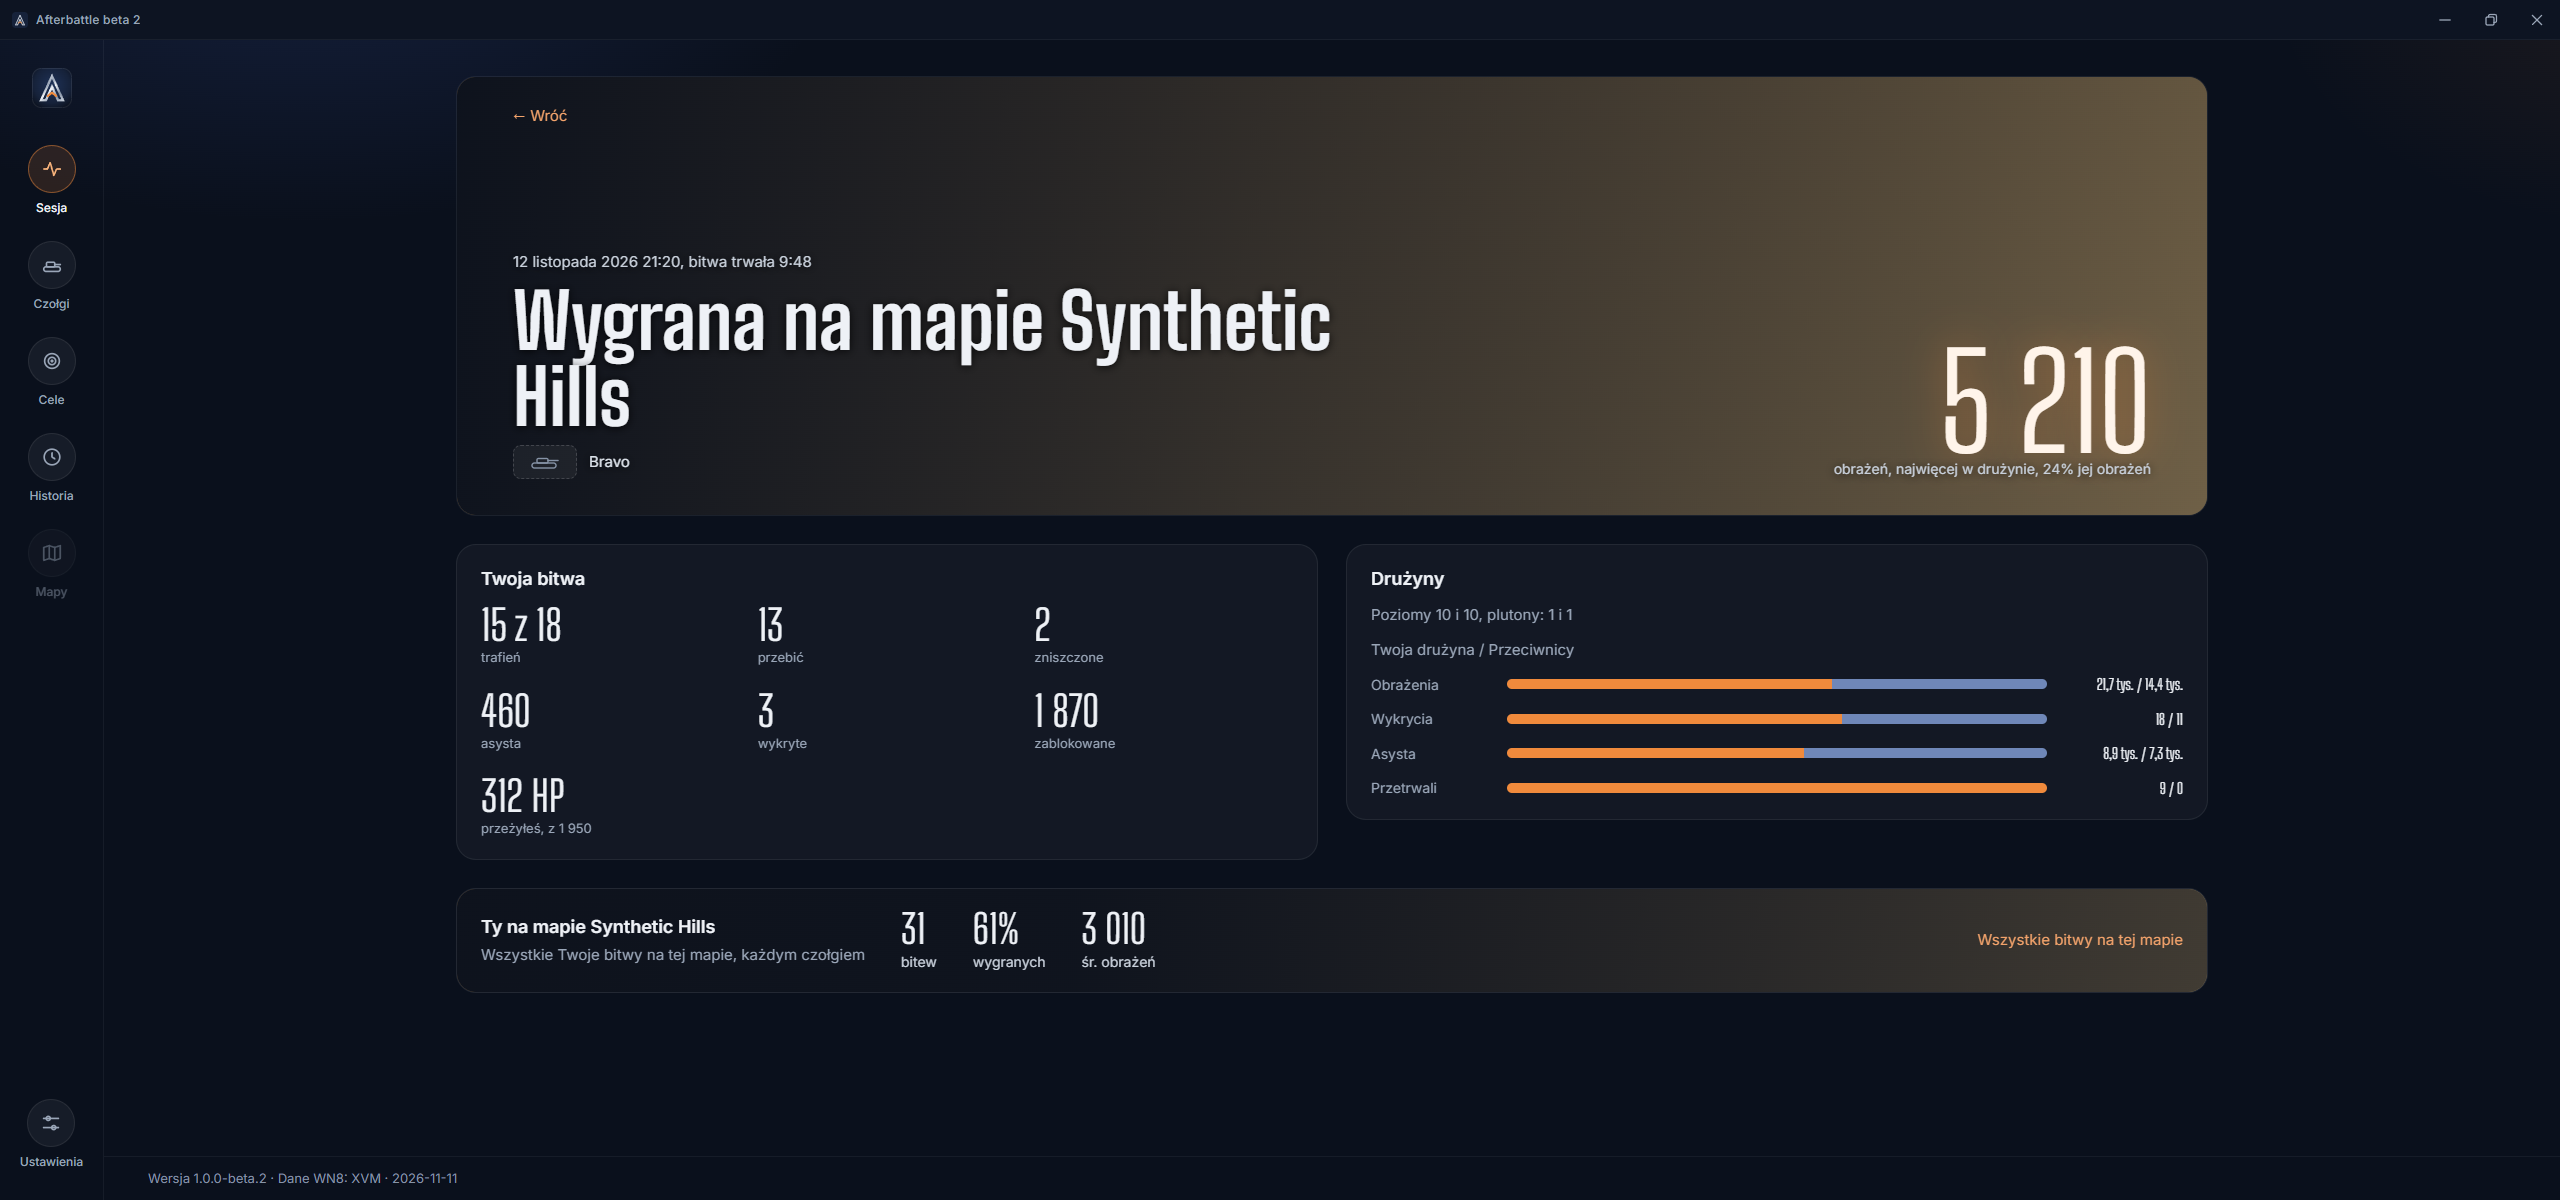 Afterbattle beta 2
Sesja
Czołgi
Cele
Historia
Mapy
Ustawienia
← Wróć
12 listopada 2026 21:20, bitwa trwała 9:48
Wygrana na mapie Synthetic
Hills
Bravo
5 210
obrażeń, najwięcej w drużynie, 24% jej obrażeń
Twoja bitwa
15 z 18
trafień
13
przebić
2
zniszczone
460
asysta
3
wykryte
1 870
zablokowane
312 HP
przeżyłeś, z 1 950
Drużyny
Poziomy 10 i 10, plutony: 1 i 1
Twoja drużyna / Przeciwnicy
Obrażenia 21,7 tys. / 14,4 tys.
Wykrycia 18 / 11
Asysta 8,9 tys. / 7,3 tys.
Przetrwali 9 / 0
Ty na mapie Synthetic Hills
Wszystkie Twoje bitwy na tej mapie, każdym czołgiem
31
bitew
61%
wygranych
3 010
śr. obrażeń
Wszystkie bitwy na tej mapie
Wersja 1.0.0-beta.2 · Dane WN8: XVM · 2026-11-11